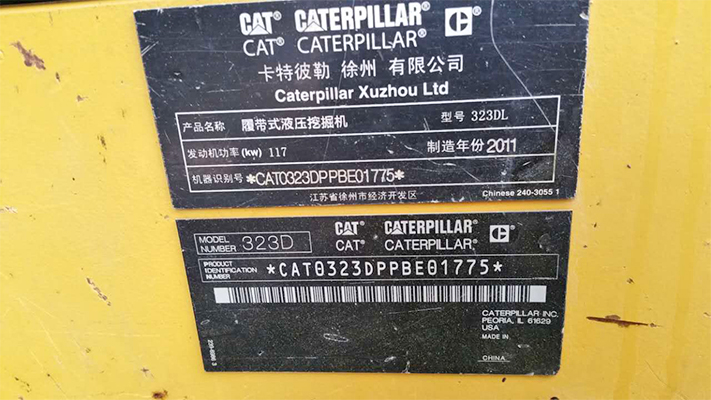 CAT® CATERPILLAR® C
CAT® CATERPILLAR®
卡特彼勒 徐州 有限公司
Caterpillar Xuzhou Ltd
产品名称 履带式液压挖掘机 型号 323DL
发动机功率(kw) 117 制造年份2011
机器识别号 *CAT0323DPPBE01775*
江苏省徐州市经济开发区
Chinese 240-3055 1
MODEL NUMBER 323D
CAT® CATERPILLAR® C
CAT® CATERPILLAR®
PRODUCT IDENTIFICATION NUMBER *CAT0323DPPBE01775*
CATERPILLAR INC.
PEORIA, IL 61629
USA
MADE IN
CHINA